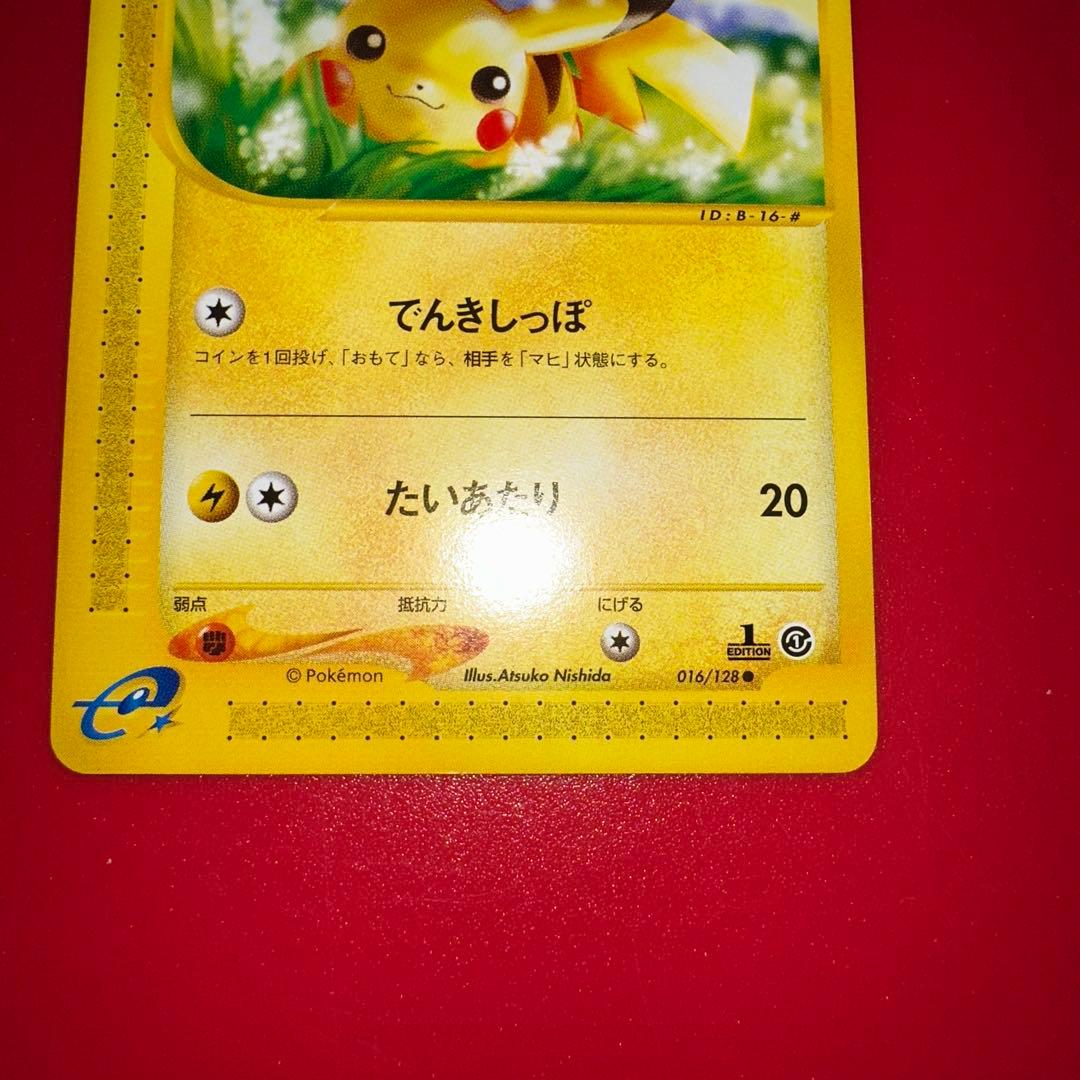 ID:B-16-#
でんきしっぽ
コインを1回投げ、「おもて」なら、相手を「マヒ」状態にする。
たいあたり 20
弱点 抵抗力 にげる
1 EDITION
© Pokémon Illus.Atsuko Nishida 016/128●
e